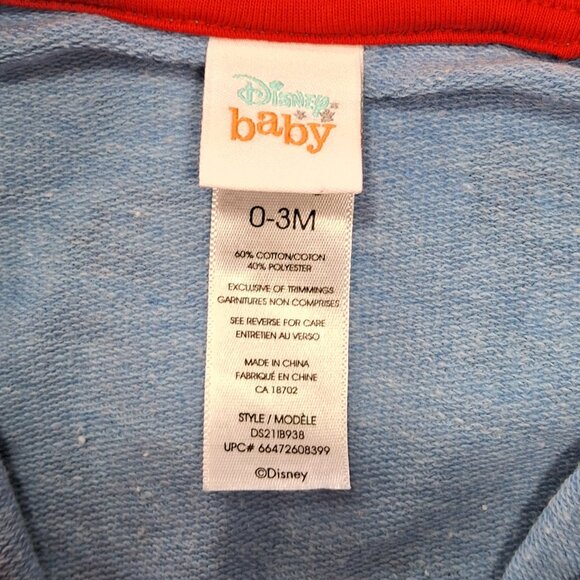 Disney
baby
0-3M
60% COTTON/COTON
40% POLYESTER
EXCLUSIVE OF TRIMMINGS
GARNITURES NON COMPRISES
SEE REVERSE FOR CARE
ENTRETIEN AU VERSO
MADE IN CHINA
FABRIQUÉ EN CHINE
CA 18702
STYLE / MODÈLE
DS21IB938
UPC# 66472608399
©Disney